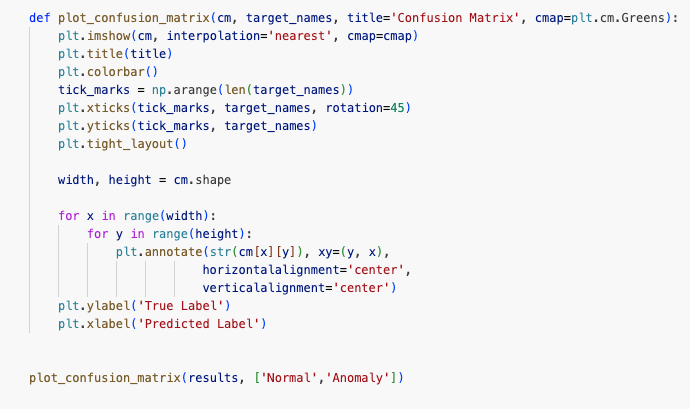 def plot_confusion_matrix(cm, target_names, title='Confusion Matrix', cmap=plt.cm.Greens):
    plt.imshow(cm, interpolation='nearest', cmap=cmap)
    plt.title(title)
    plt.colorbar()
    tick_marks = np.arange(len(target_names))
    plt.xticks(tick_marks, target_names, rotation=45)
    plt.yticks(tick_marks, target_names)
    plt.tight_layout()

    width, height = cm.shape

    for x in range(width):
        for y in range(height):
            plt.annotate(str(cm[x][y]), xy=(y, x),
                        horizontalalignment='center',
                        verticalalignment='center')
    plt.ylabel('True Label')
    plt.xlabel('Predicted Label')


plot_confusion_matrix(results, ['Normal','Anomaly'])